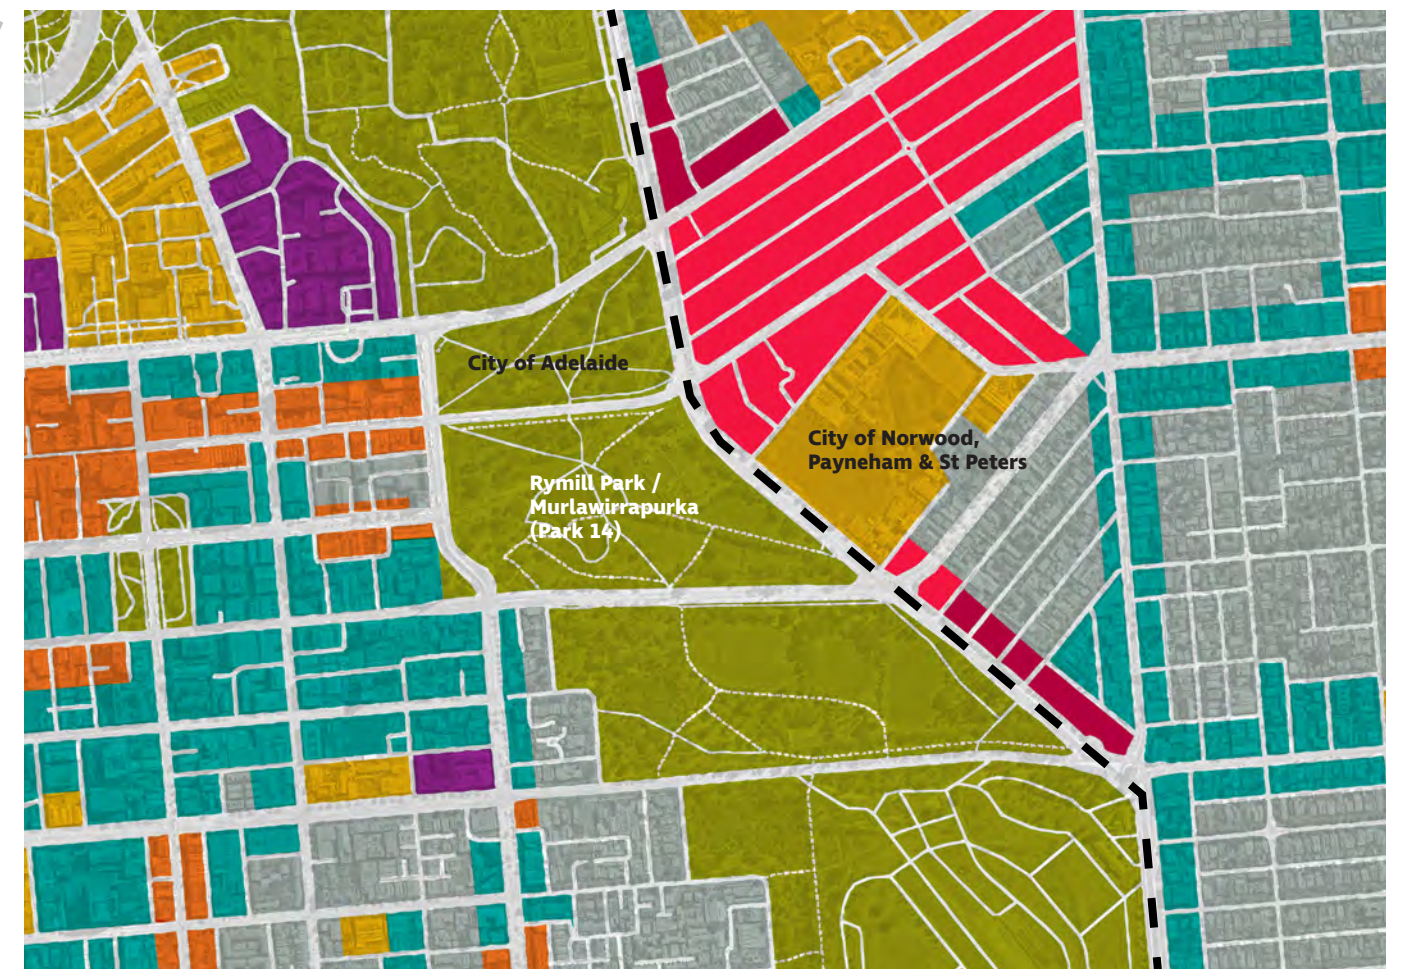 City of Adelaide
City of Norwood,
Payneham & St Peters
Rymill Park /
Murlawirrapurka
(Park 14)